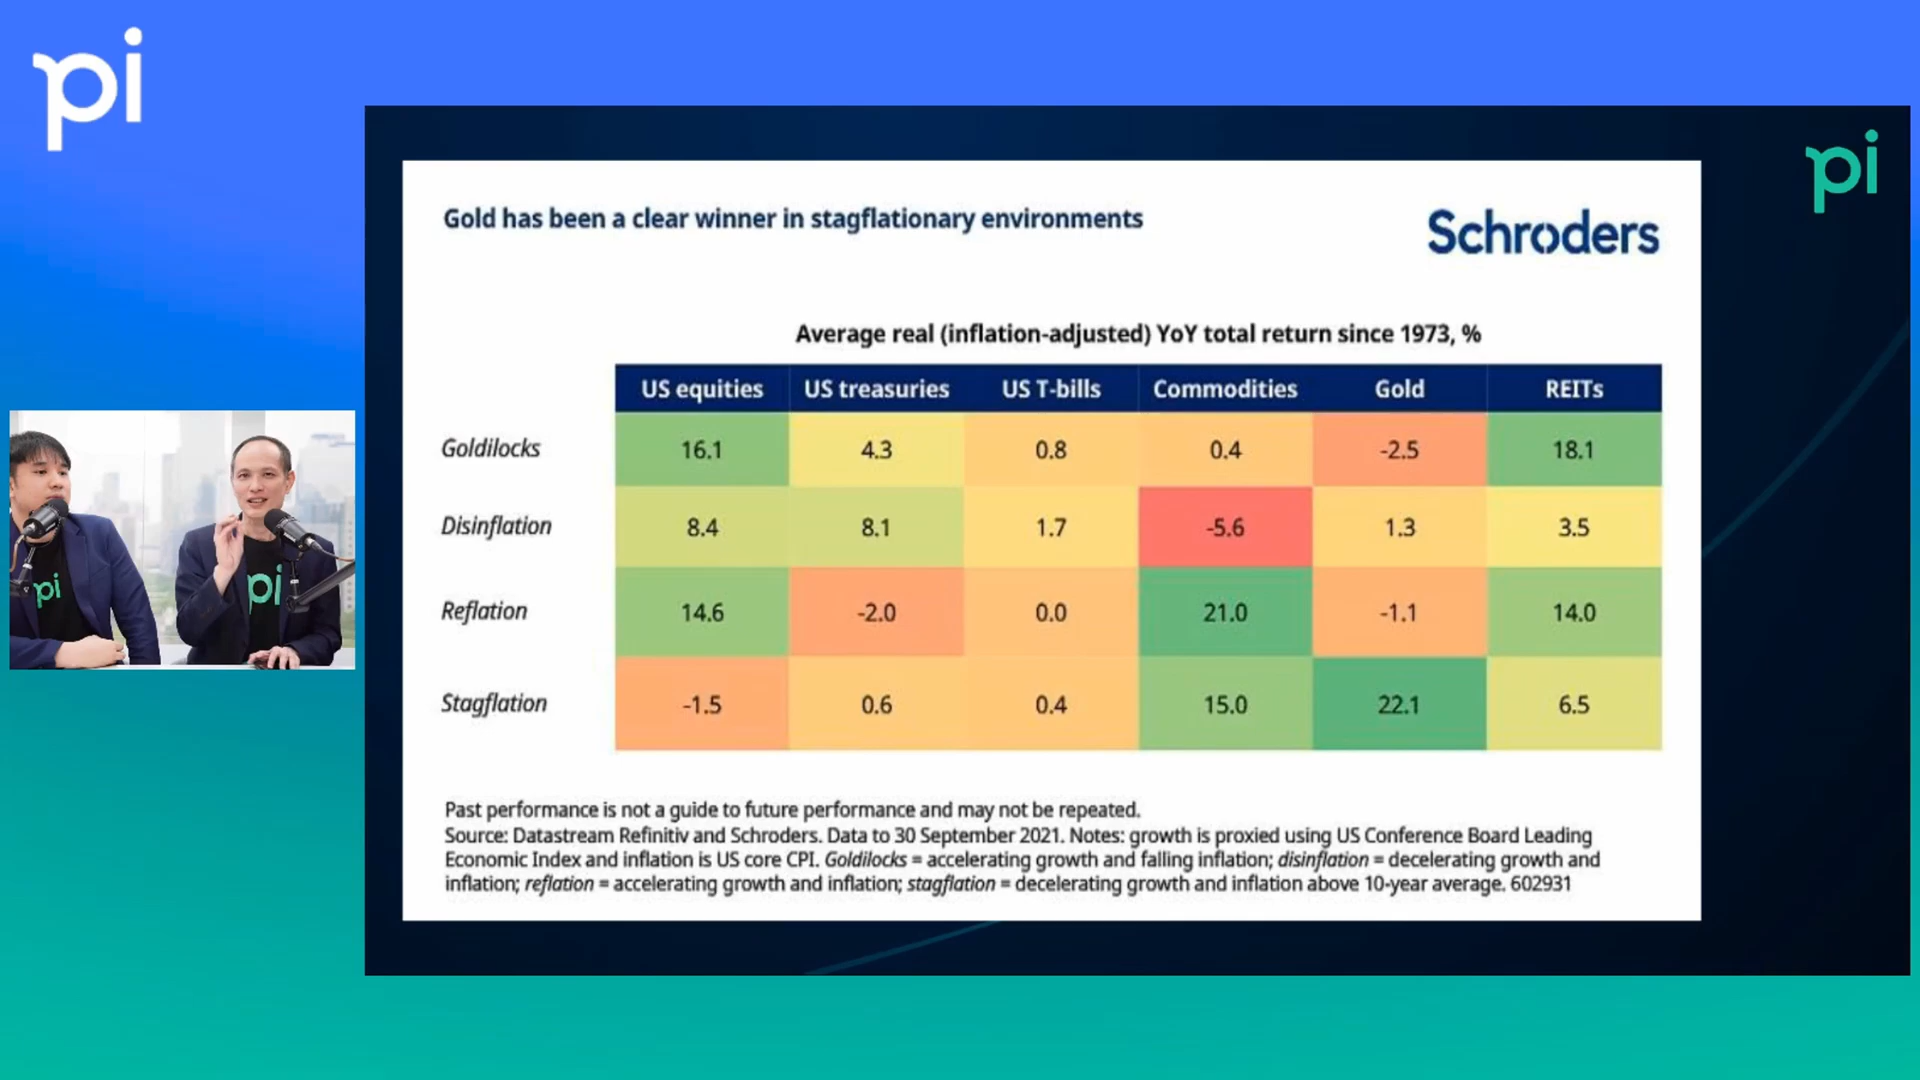 pi
pi
Gold has been a clear winner in stagflationary environments
Schroders
Average real (inflation-adjusted) YoY total return since 1973, %
US equities US treasuries US T-bills Commodities Gold REITs
Goldilocks 16.1 4.3 0.8 0.4 -2.5 18.1
Disinflation 8.4 8.1 1.7 -5.6 1.3 3.5
Reflation 14.6 -2.0 0.0 21.0 -1.1 14.0
Stagflation -1.5 0.6 0.4 15.0 22.1 6.5
pi
pi
Past performance is not a guide to future performance and may not be repeated.
Source: Datastream Refinitiv and Schroders. Data to 30 September 2021. Notes: growth is proxied using US Conference Board Leading
Economic Index and inflation is US core CPI. Goldilocks = accelerating growth and falling inflation; disinflation = decelerating growth and
inflation; reflation = accelerating growth and inflation; stagflation = decelerating growth and inflation above 10-year average. 602931